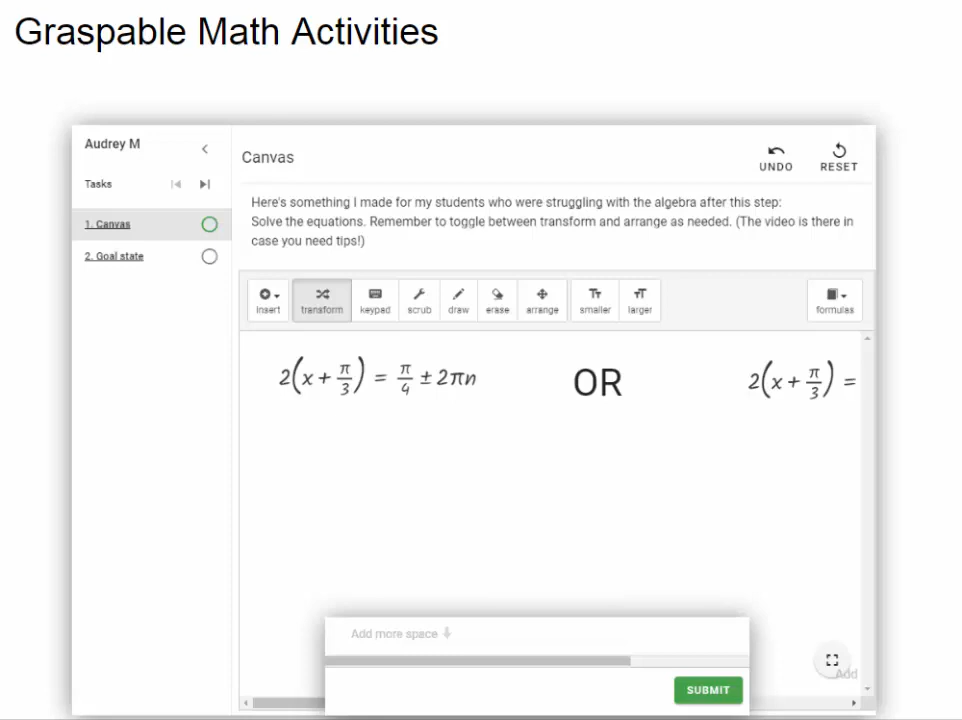 Graspable Math Activities
Audrey M
Tasks
1. Canvas
2. Goal state
Canvas
UNDO
RESET
Here's something I made for my students who were struggling with the algebra after this step:
Solve the equations. Remember to toggle between transform and arrange as needed. (The video is there in
case you need tips!)
insert
transform
keypad
scrub
draw
erase
arrange
smaller
larger
formulas
2(x + π/3) = π/4 ± 2πn
OR
2(x + π/3) =
Add more space
Add
SUBMIT